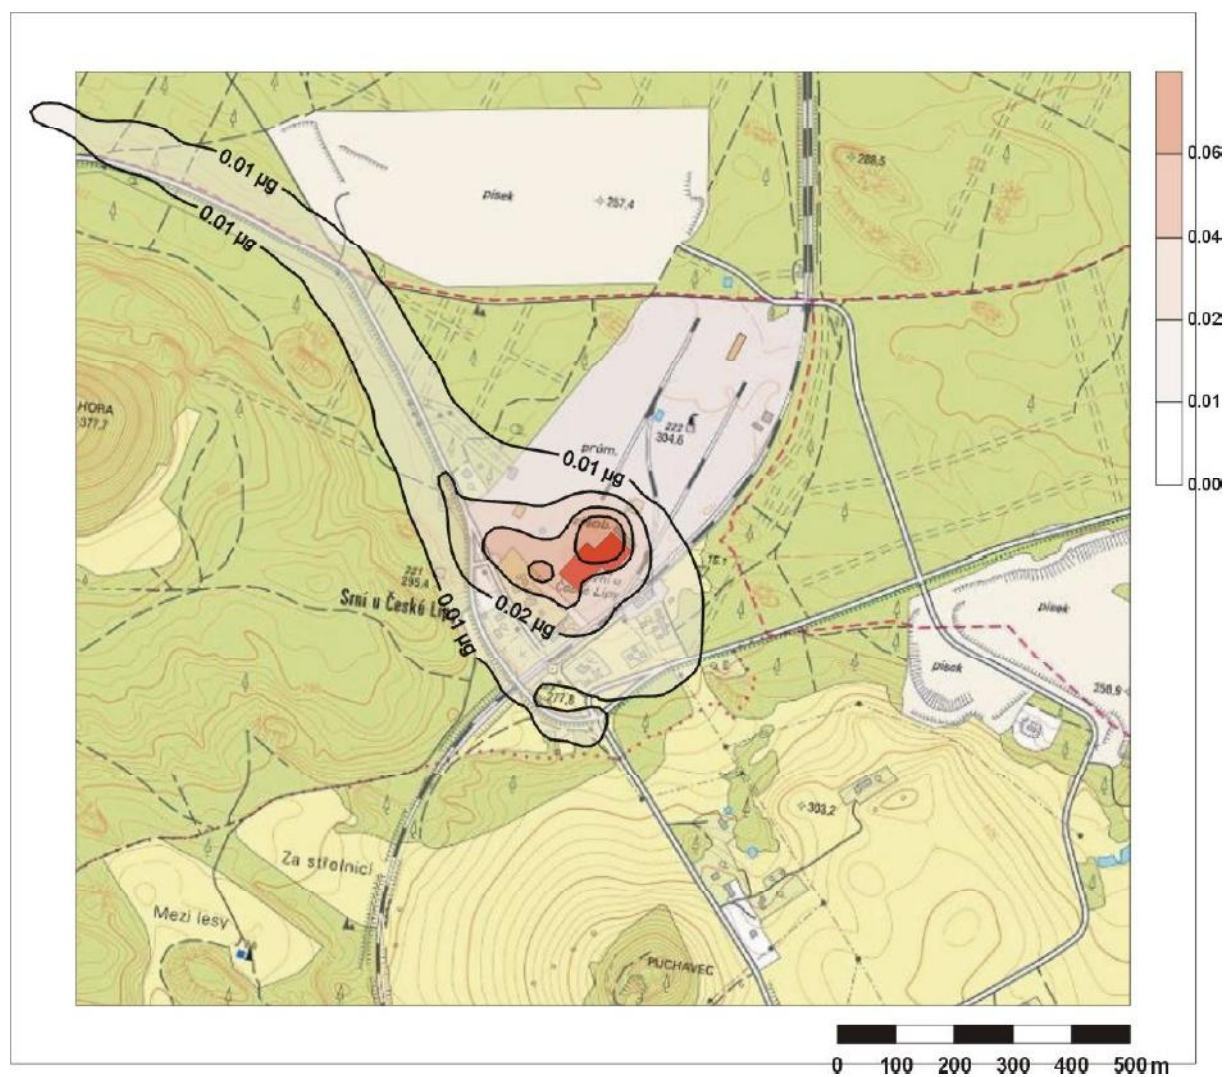 0.01 µg
288,5
0.06
písek
257,4
0.01 µg
0.04
0.02
HORA
377,7
222
304.6
0.01
prům.
0.01 µg
0.00
221
295.4
Srní u České Lípy
České Lípy
0.02 µg
0.01 µg
písek
písek
277,8
258,9
303,2
Za střelnicí
Mezi lesy
PUCHAVEC
0 100 200 300 400 500 m